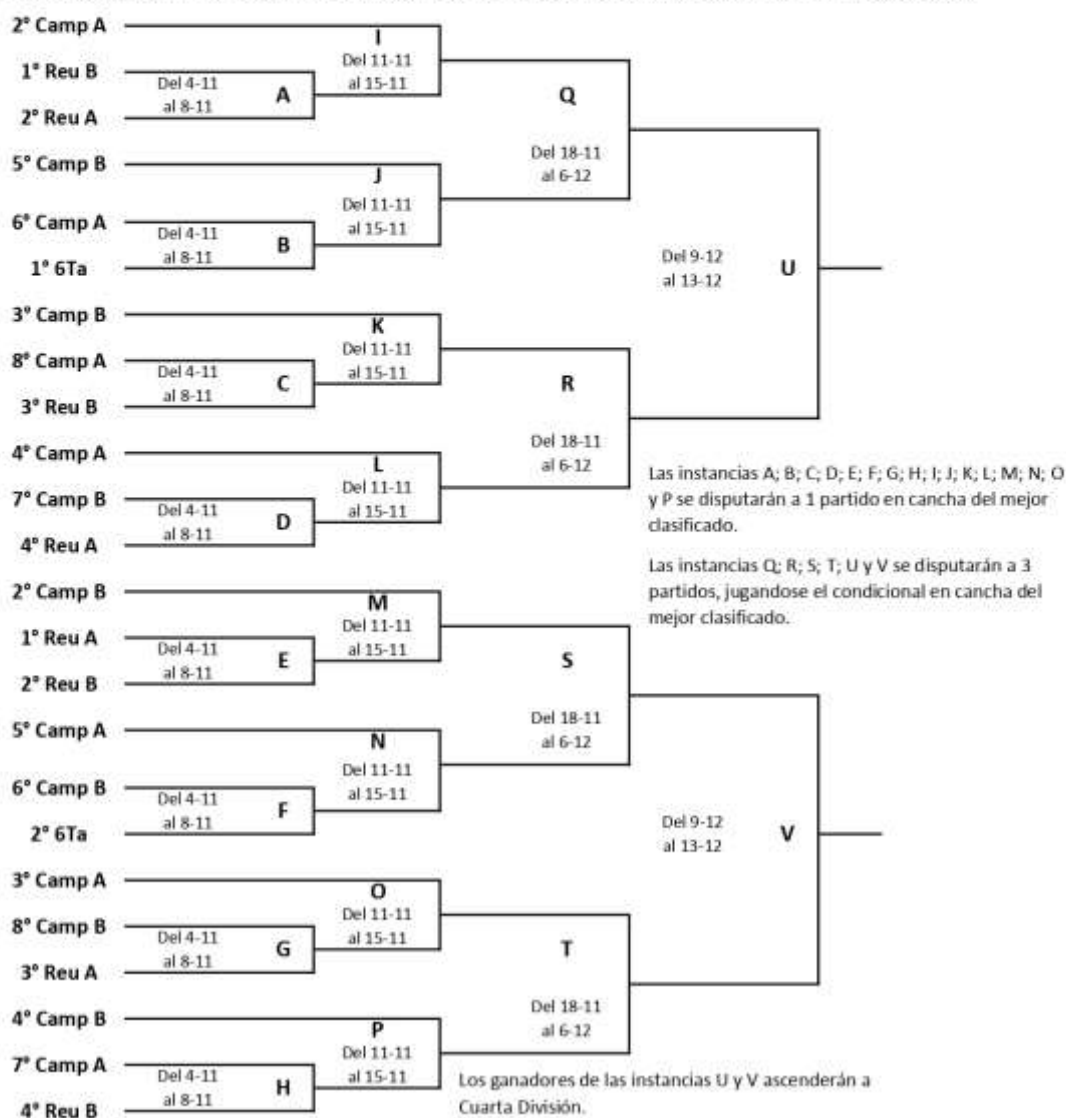 2° Camp A
I
Del 11-11
al 15-11
1° Reu B
Del 4-11
al 8-11
A
2° Reu A
Q
Del 18-11
al 6-12
5° Camp B
J
Del 11-11
al 15-11
6° Camp A
Del 4-11
al 8-11
B
1° 6Ta
Del 9-12
al 13-12
U
3° Camp B
K
Del 11-11
al 15-11
8° Camp A
Del 4-11
al 8-11
C
3° Reu B
R
Del 18-11
al 6-12
4° Camp A
L
Del 11-11
al 15-11
7° Camp B
Del 4-11
al 8-11
D
4° Reu A
Las instancias A; B; C; D; E; F; G; H; I; J; K; L; M; N; O
y P se disputarán a 1 partido en cancha del mejor
clasificado.
Las instancias Q; R; S; T; U y V se disputarán a 3
partidos, jugandose el condicional en cancha del
mejor clasificado.
2° Camp B
M
Del 11-11
al 15-11
1° Reu A
Del 4-11
al 8-11
E
2° Reu B
S
Del 18-11
al 6-12
5° Camp A
N
Del 11-11
al 15-11
6° Camp B
Del 4-11
al 8-11
F
2° 6Ta
Del 9-12
al 13-12
V
3° Camp A
O
Del 11-11
al 15-11
8° Camp B
Del 4-11
al 8-11
G
3° Reu A
T
Del 18-11
al 6-12
4° Camp B
P
Del 11-11
al 15-11
7° Camp A
Del 4-11
al 8-11
H
4° Reu B
Los ganadores de las instancias U y V ascenderán a
Cuarta División.